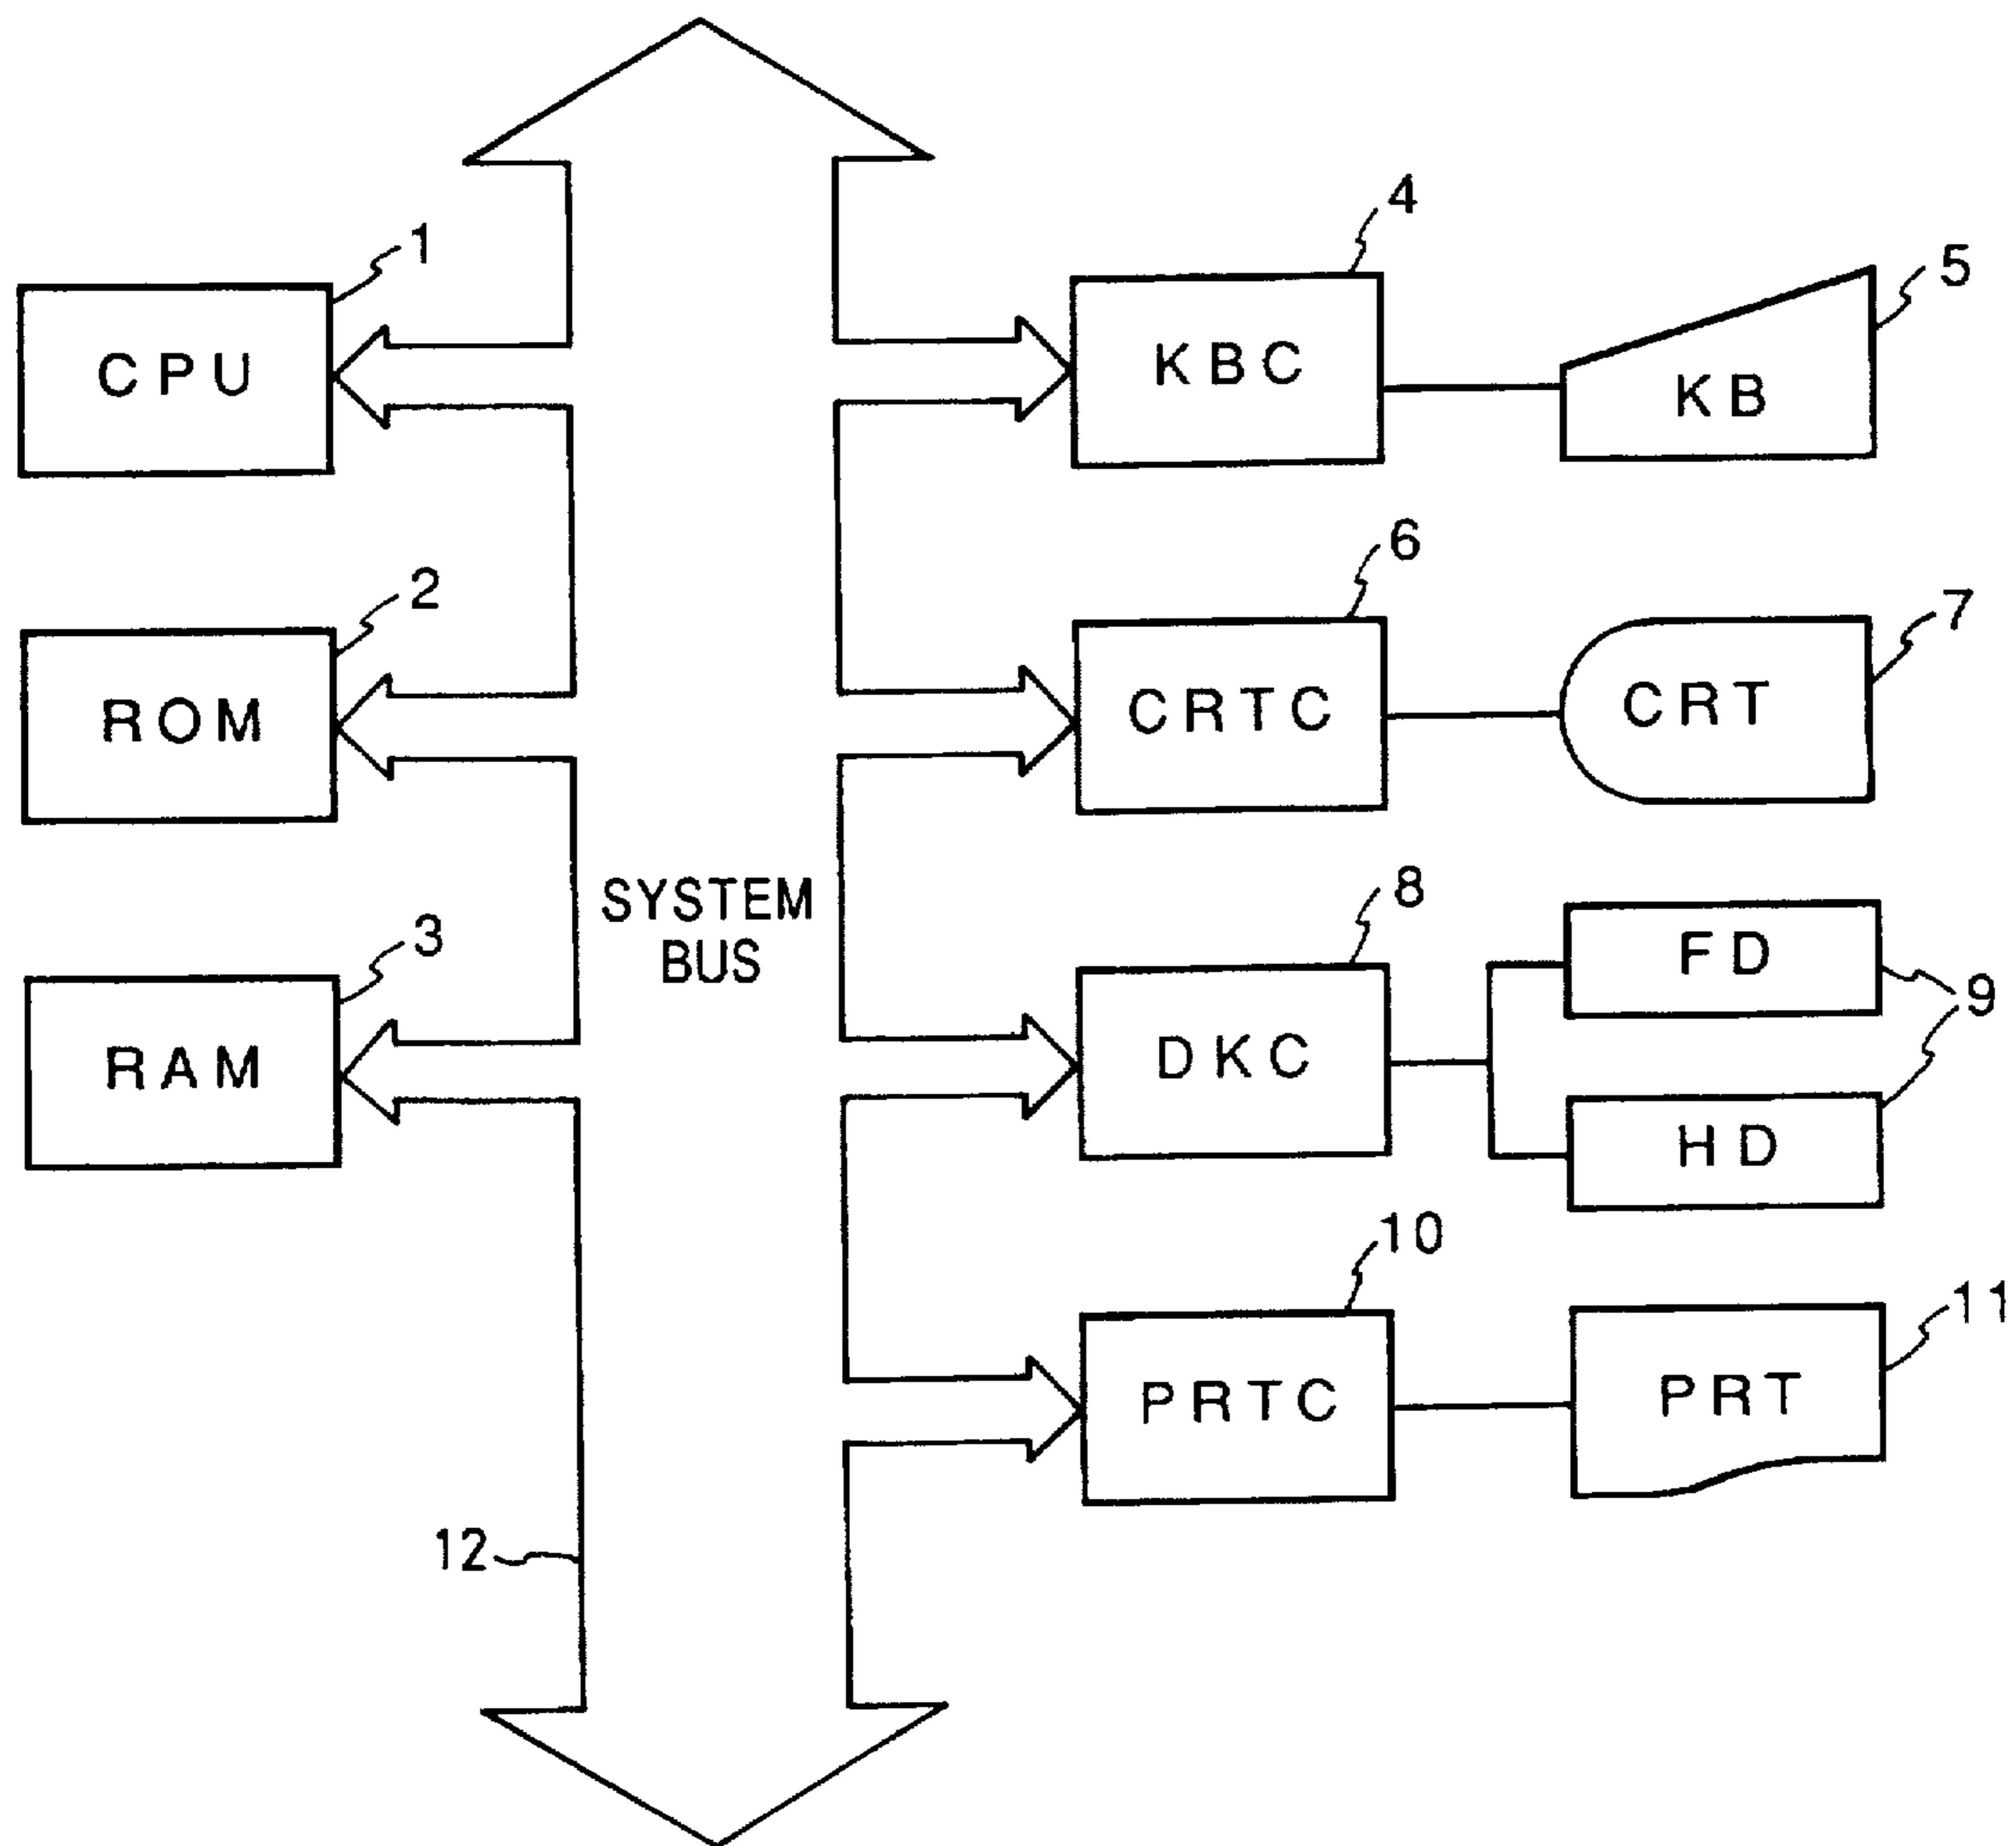 1
CPU
2
ROM
3
RAM
SYSTEM
BUS
12
4
KBC
5
KB
6
CRTC
7
CRT
8
DKC
FD
9
HD
10
PRTC
11
PRT